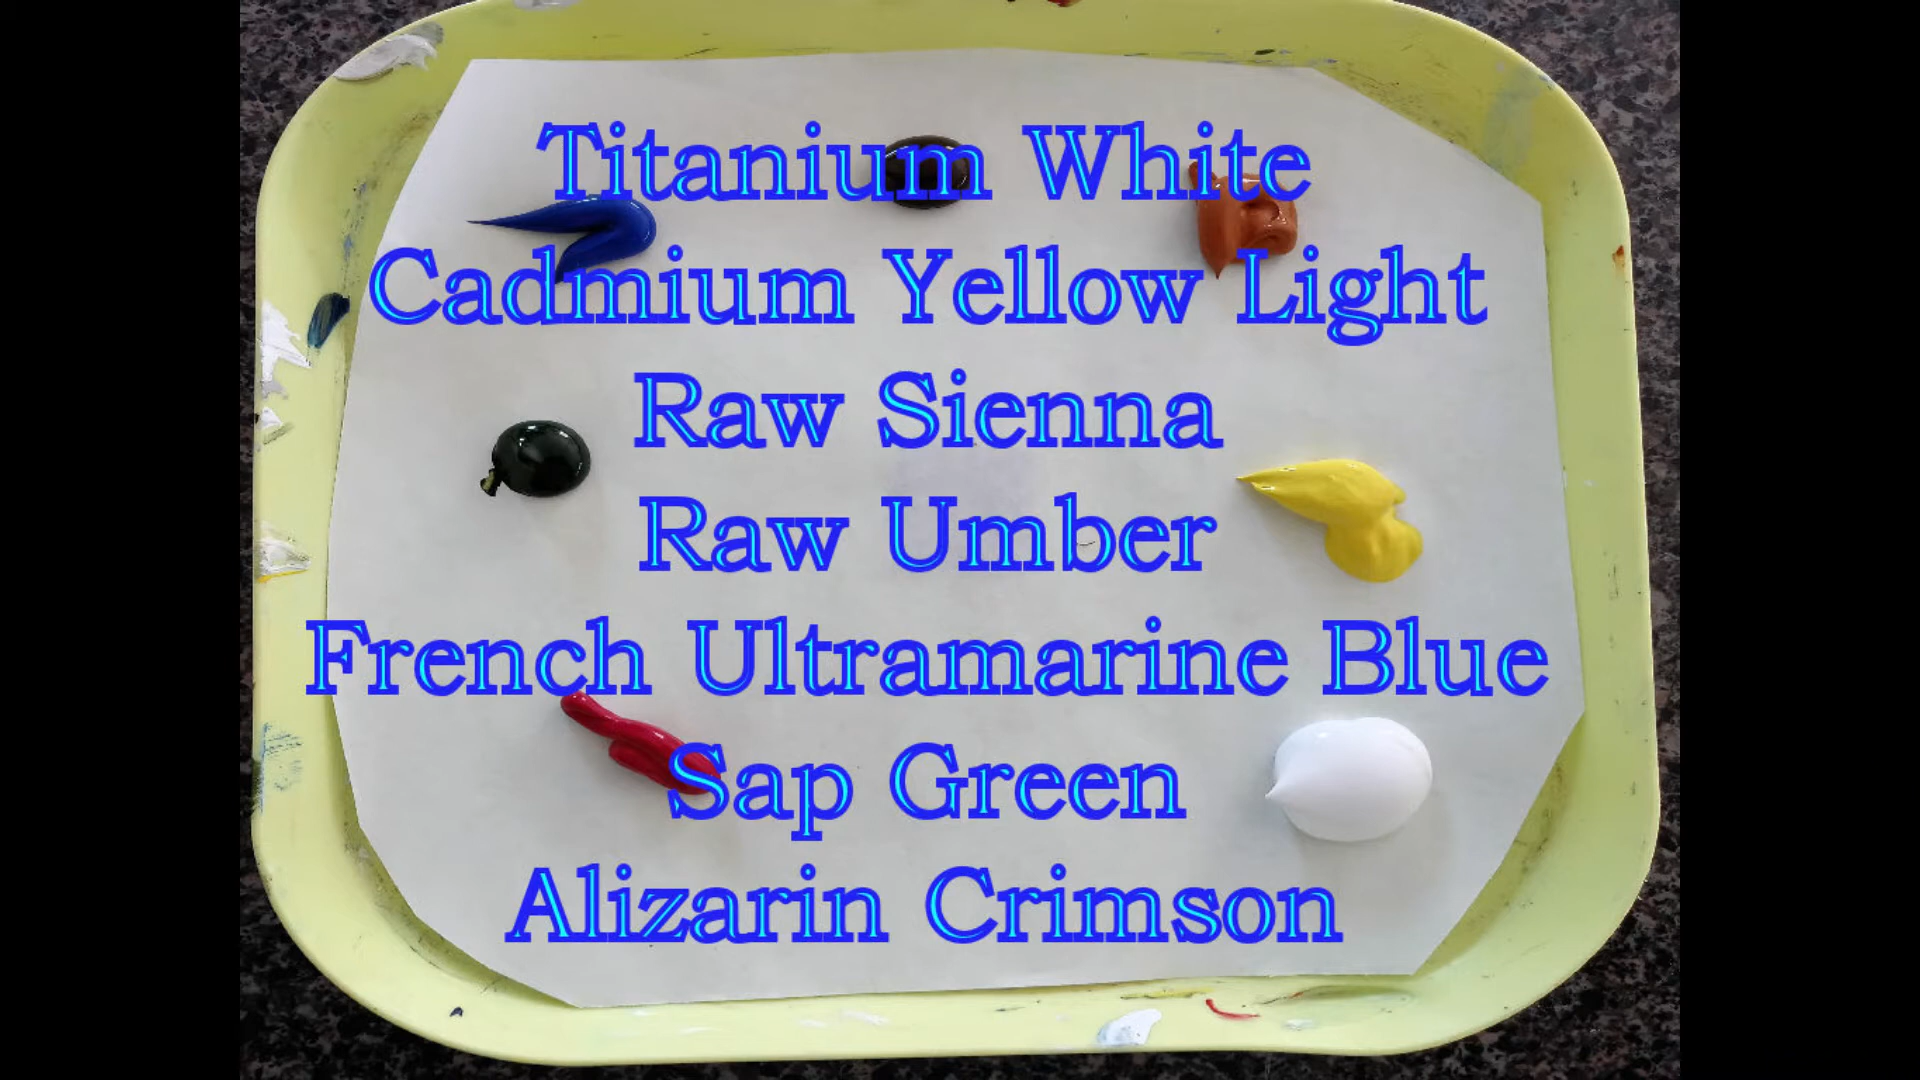 Titanium White
Cadmium Yellow Light
Raw Sienna
Raw Umber
French Ultramarine Blue
Sap Green
Alizarin Crimson